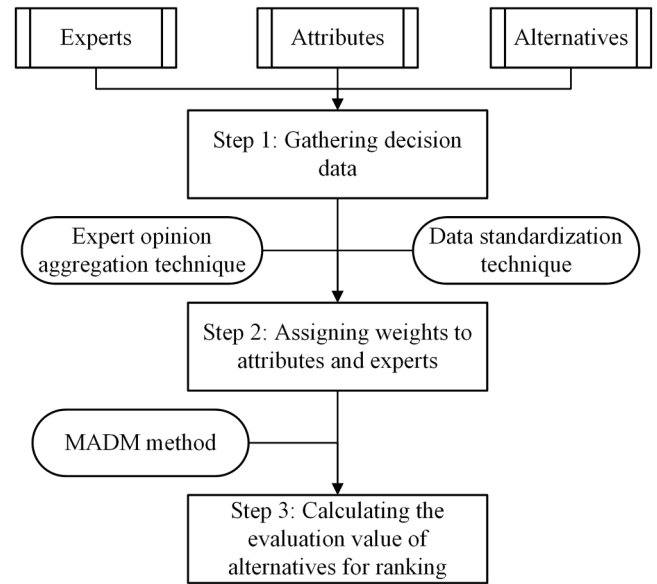 Experts
Attributes
Alternatives
Step 1: Gathering decision
data
Expert opinion
aggregation technique
Data standardization
technique
Step 2: Assigning weights to
attributes and experts
MADM method
Step 3: Calculating the
evaluation value of
alternatives for ranking